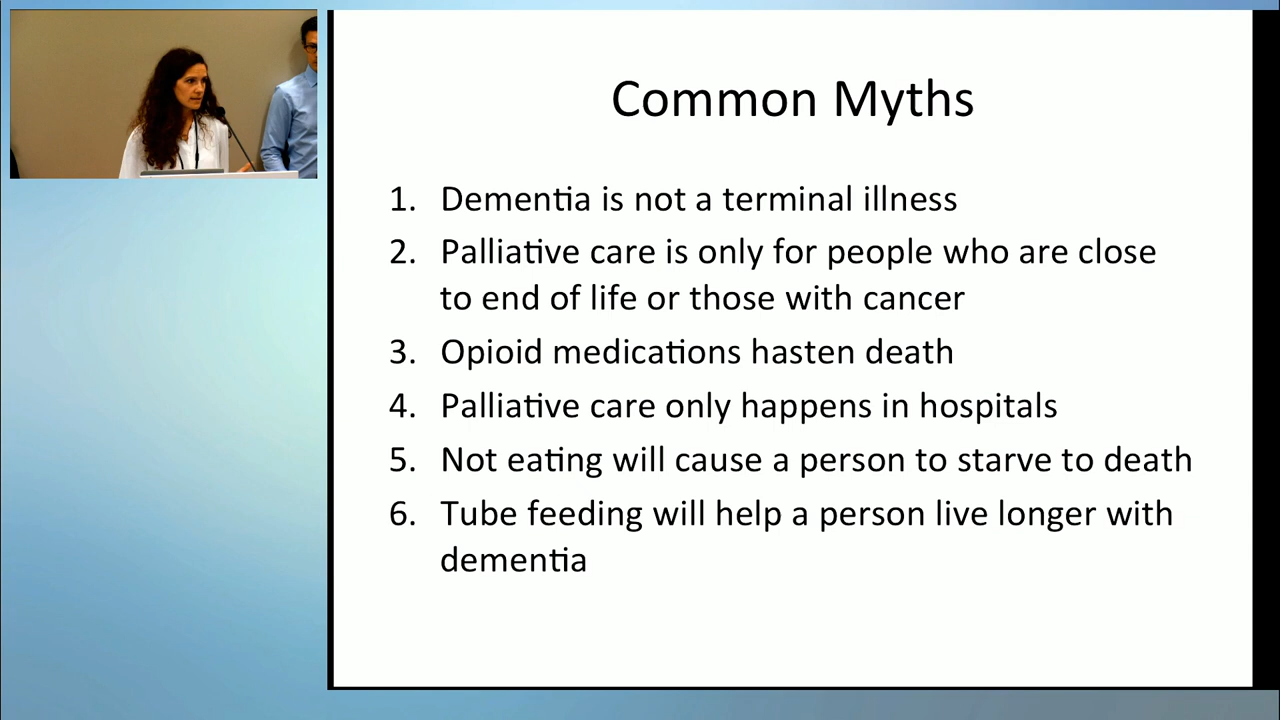 Common Myths
1. Dementia is not a terminal illness
2. Palliative care is only for people who are close
to end of life or those with cancer
3. Opioid medications hasten death
4. Palliative care only happens in hospitals
5. Not eating will cause a person to starve to death
6. Tube feeding will help a person live longer with
dementia